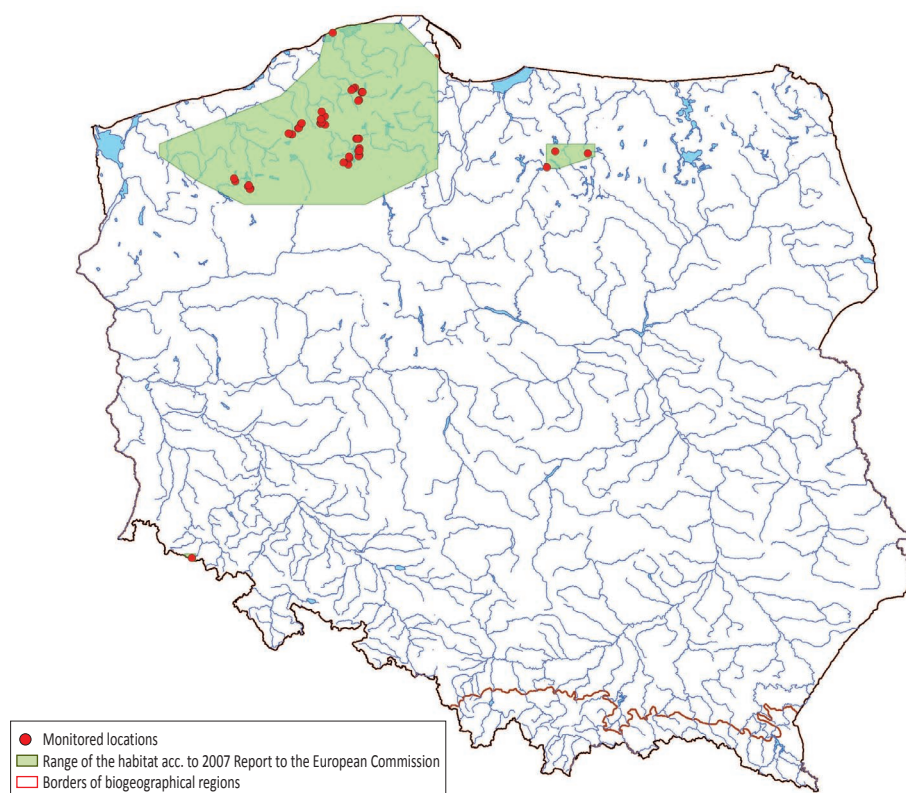 Monitored locations
Range of the habitat acc. to 2007 Report to the European Commission
Borders of biogeographical regions